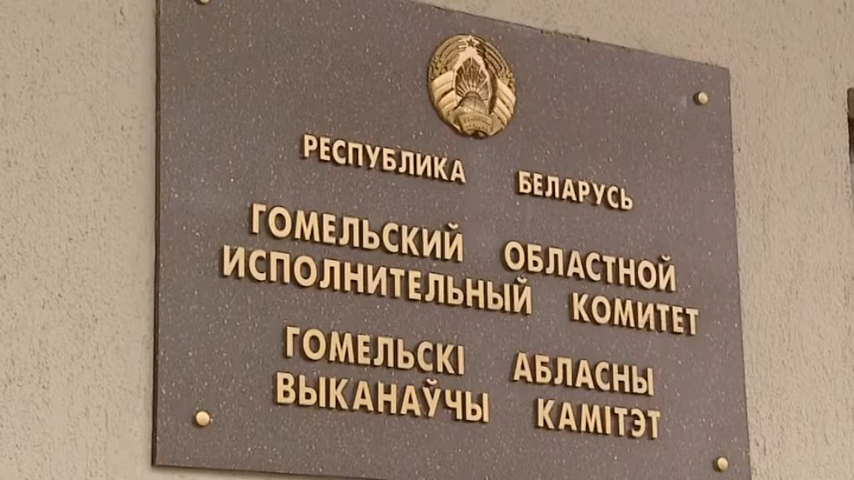 РЕСПУБЛИКА БЕЛАРУСЬ
ГОМЕЛЬСКИЙ ОБЛАСТНОЙ
ИСПОЛНИТЕЛЬНЫЙ КОМИТЕТ
ГОМЕЛЬСКІ АБЛАСНЫ
ВЫКАНАЎЧЫ КАМІТЭТ